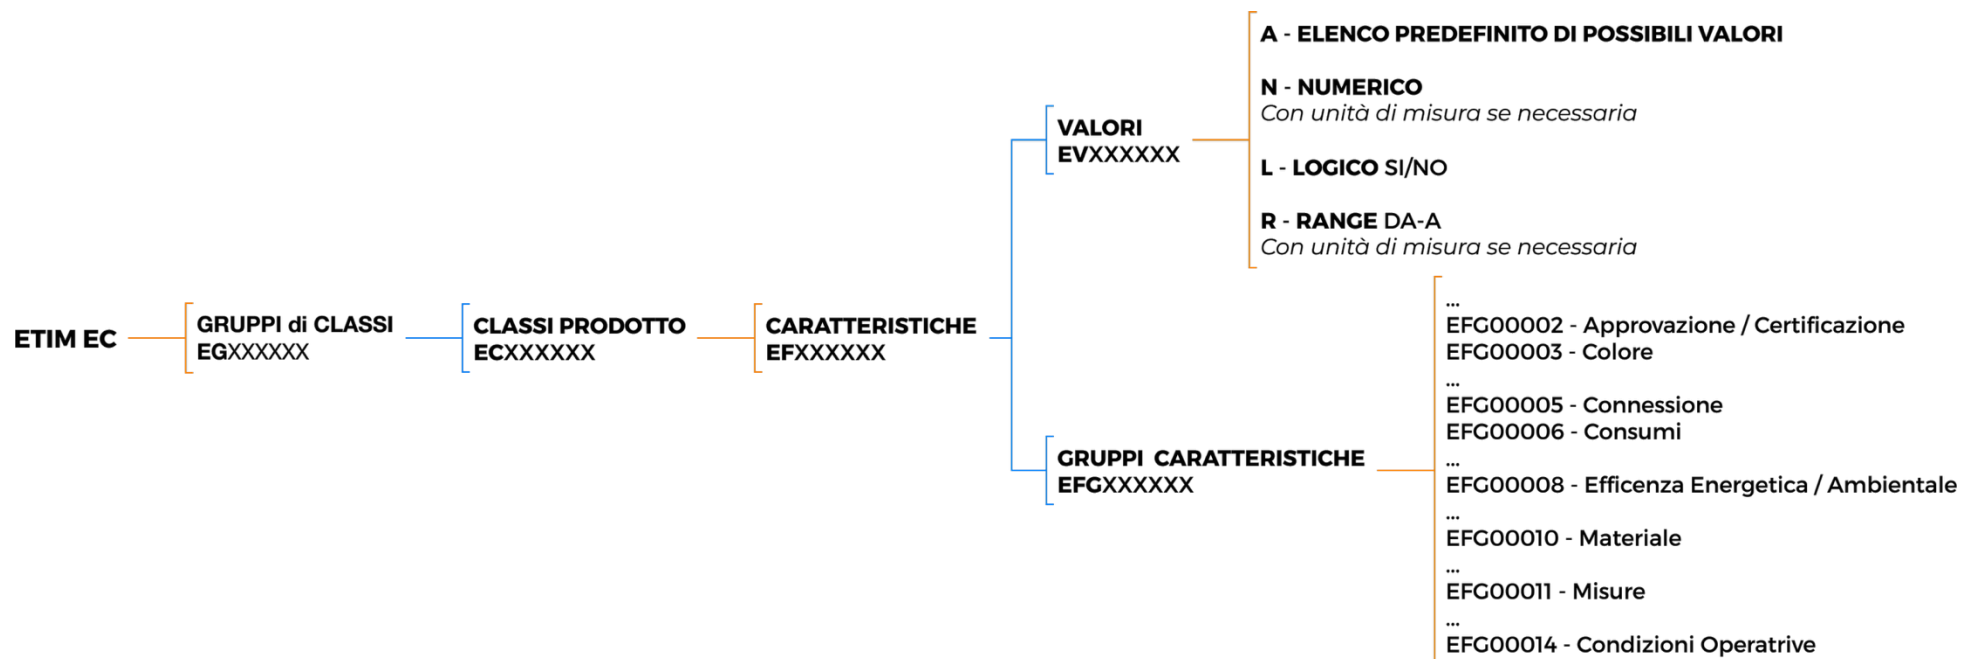 ETIM EC
GRUPPI di CLASSI
EGXXXXXX
CLASSI PRODOTTO
ECXXXXXX
CARATTERISTICHE
EFXXXXXX
VALORI
EVXXXXXX
A - ELENCO PREDEFINITO DI POSSIBILI VALORI
N - NUMERICO
Con unità di misura se necessaria
L - LOGICO SI/NO
R - RANGE DA-A
Con unità di misura se necessaria
GRUPPI CARATTERISTICHE
EFGXXXXXX
...
EFG00002 - Approvazione / Certificazione
EFG00003 - Colore
...
EFG00005 - Connessione
EFG00006 - Consumi
...
EFG00008 - Efficenza Energetica / Ambientale
...
EFG00010 - Materiale
...
EFG00011 - Misure
...
EFG00014 - Condizioni Operatrive